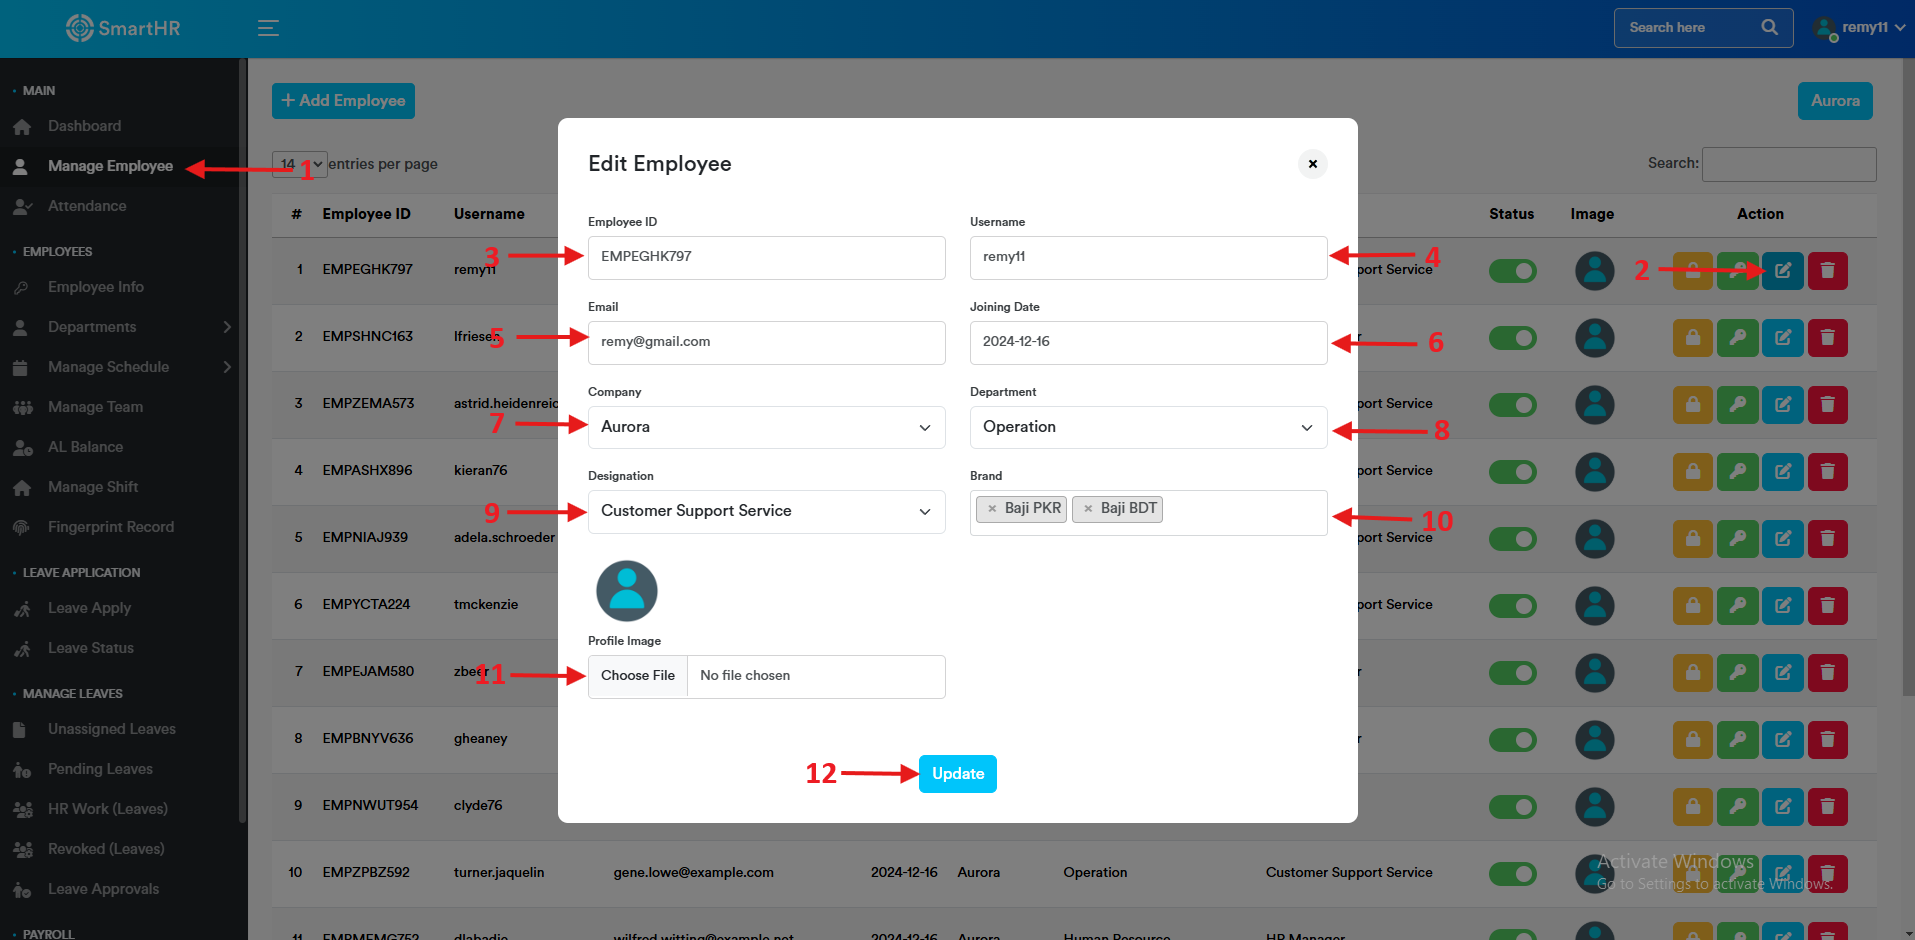 SmartHR
Search here
remy11
MAIN
Dashboard
Manage Employee
1
Attendance
EMPLOYEES
Employee Info
Departments
Manage Schedule
Manage Team
AL Balance
Manage Shift
Fingerprint Record
LEAVE APPLICATION
Leave Apply
Leave Status
MANAGE LEAVES
Unassigned Leaves
Pending Leaves
HR Work (Leaves)
Revoked (Leaves)
Leave Approvals
PAYROLL
+ Add Employee
Aurora
14 entries per page
Search:
# Employee ID Username Status Image Action
1 EMPEGHK797 remy11 port Service 2
2 EMPSHNC163 lfriesen r
3 EMPZEMA573 astrid.heidenreic port Service
4 EMPASHX896 kieran76 port Service
5 EMPNIAJ939 adela.schroeder port Service
6 EMPYCTA224 tmckenzie port Service
7 EMPEJAM580 zbeer r
8 EMPBNYV636 gheaney r
9 EMPNWUT954 clyde76
10 EMPZPBZ592 turner.jaquelin gene.lowe@example.com 2024-12-16 Aurora Operation Customer Support Service
11 EMPMEMG752 dlabadie wilfred.witting@example.net 2024-12-16 Aurora Human Resource HR Manager
Edit Employee
×
Employee ID Username
3 EMPEGHK797 remy11 4
Email Joining Date
5 remy@gmail.com 2024-12-16 6
Company Department
7 Aurora Operation 8
Designation Brand
9 Customer Support Service × Baji PKR × Baji BDT 10
Profile Image
11 Choose File No file chosen
12 Update
Activate Windows
Go to Settings to activate Windows.